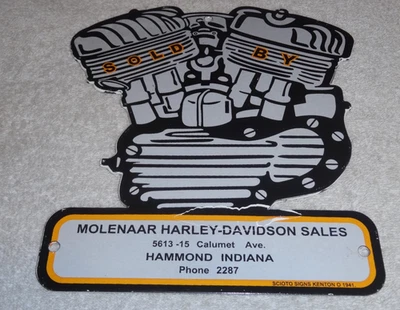 SOLD BY
MOLENAAR HARLEY-DAVIDSON SALES
5613-15 Calumet Ave.
HAMMOND INDIANA
Phone 2287
SCIOTO SIGNS KENTON O 1941